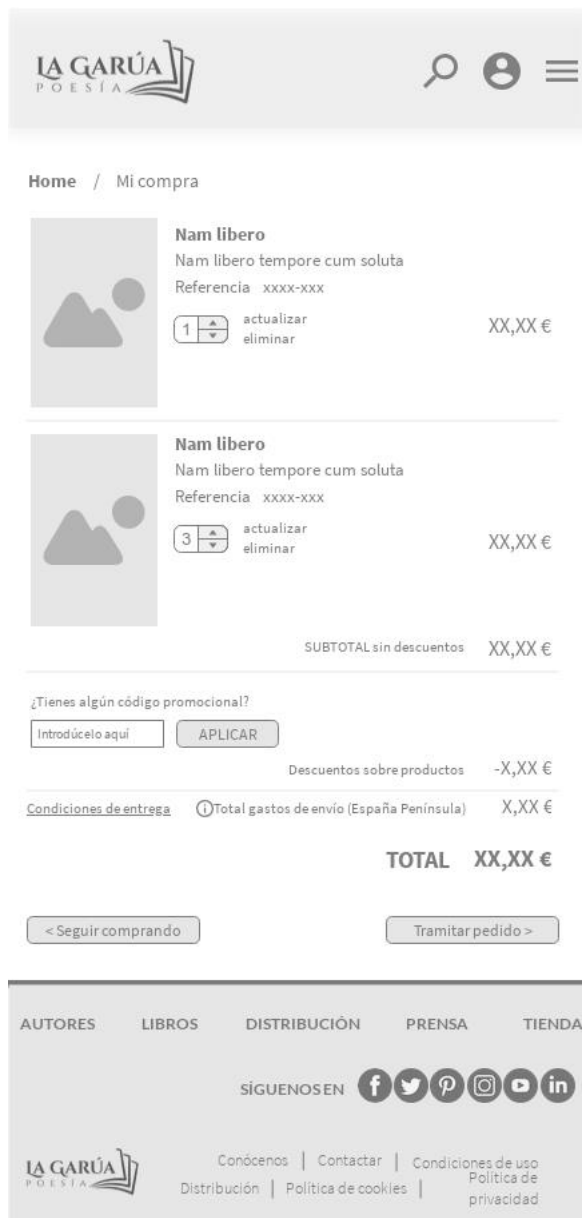 LA GARÚA
POESÍA
Home / Mi compra
Nam libero
Nam libero tempore cum soluta
Referencia xxxx-xxx
1 actualizar
eliminar
XX,XX €
Nam libero
Nam libero tempore cum soluta
Referencia xxxx-xxx
3 actualizar
eliminar
XX,XX €
SUBTOTAL sin descuentos XX,XX €
¿Tienes algún código promocional?
Introdúcelo aquí APLICAR
Descuentos sobre productos -X,XX €
Condiciones de entrega Total gastos de envío (España Península) X,XX €
TOTAL XX,XX €
< Seguir comprando Tramitar pedido >
AUTORES LIBROS DISTRIBUCIÓN PRENSA TIENDA
SÍGUENOS EN
LA GARÚA
POESÍA
Conócenos | Contactar | Condiciones de uso
Distribución | Política de cookies | Política de
privacidad